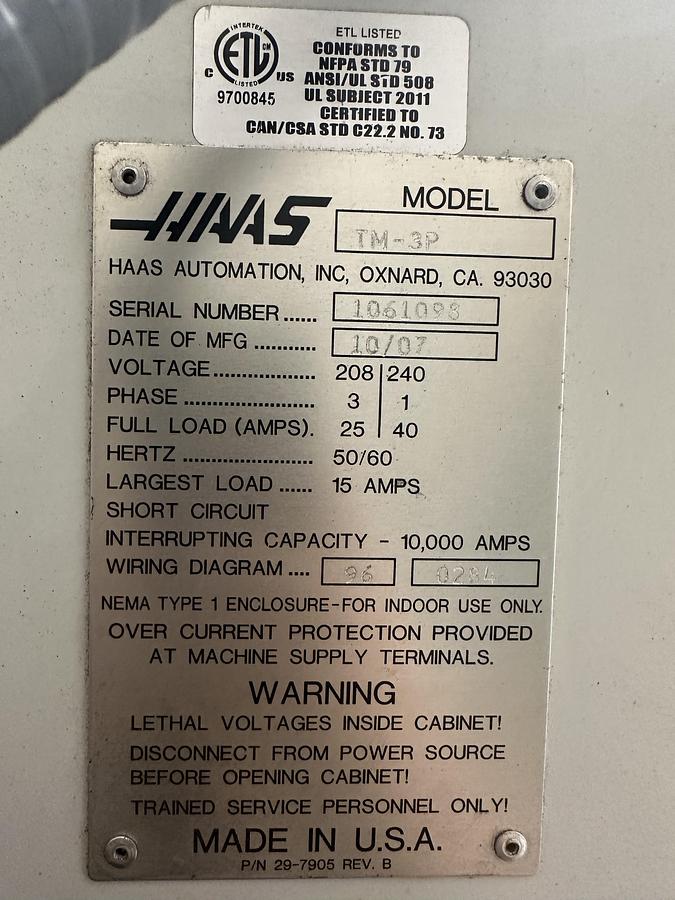 INTERTEK
ETL CM
LISTED
C US
9700845
ETL LISTED
CONFORMS TO
NFPA STD 79
ANSI/UL STD 508
UL SUBJECT 2011
CERTIFIED TO
CAN/CSA STD C22.2 NO. 73
HAAS
MODEL
TM-3P
HAAS AUTOMATION, INC, OXNARD, CA. 93030
SERIAL NUMBER ...... 1061098
DATE OF MFG ........... 10/07
VOLTAGE.................. 208 | 240
PHASE ....................... 3 | 1
FULL LOAD (AMPS). 25 | 40
HERTZ ....................... 50/60
LARGEST LOAD ...... 15 AMPS
SHORT CIRCUIT
INTERRUPTING CAPACITY - 10,000 AMPS
WIRING DIAGRAM .... 96 0284
NEMA TYPE 1 ENCLOSURE-FOR INDOOR USE ONLY.
OVER CURRENT PROTECTION PROVIDED
AT MACHINE SUPPLY TERMINALS.
WARNING
LETHAL VOLTAGES INSIDE CABINET!
DISCONNECT FROM POWER SOURCE
BEFORE OPENING CABINET!
TRAINED SERVICE PERSONNEL ONLY!
MADE IN U.S.A.
P/N 29-7905 REV. B